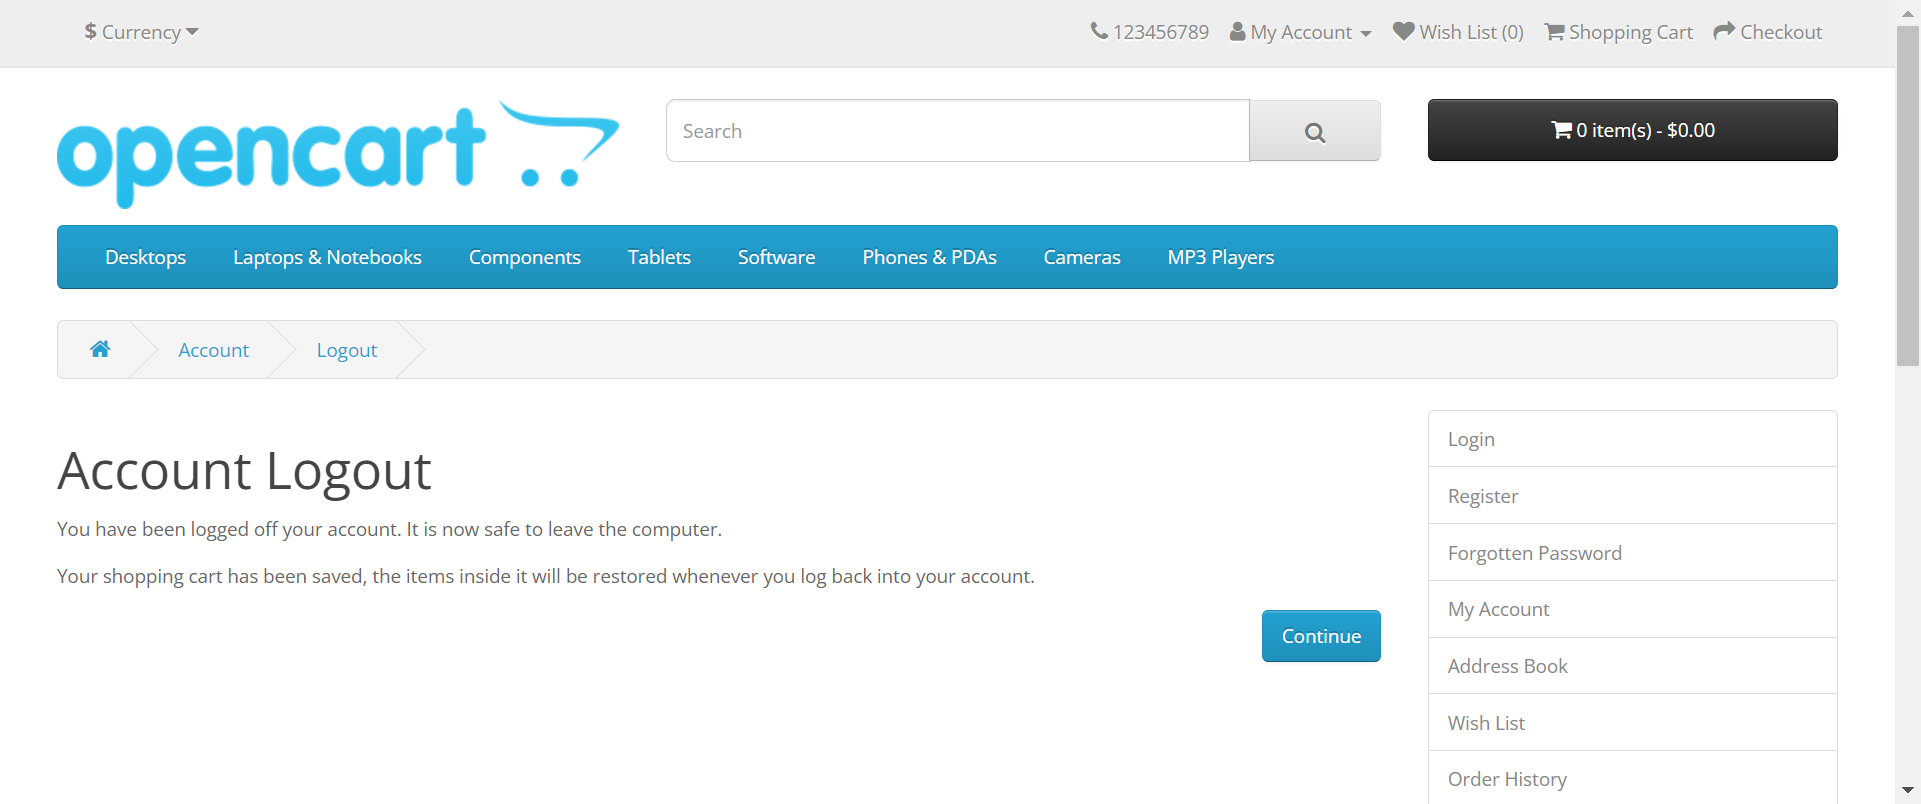 $ Currency
123456789 My Account Wish List (0) Shopping Cart Checkout
opencart
Search
0 item(s) - $0.00
Desktops Laptops & Notebooks Components Tablets Software Phones & PDAs Cameras MP3 Players
Account Logout
Account Logout
You have been logged off your account. It is now safe to leave the computer.
Your shopping cart has been saved, the items inside it will be restored whenever you log back into your account.
Continue
Login
Register
Forgotten Password
My Account
Address Book
Wish List
Order History